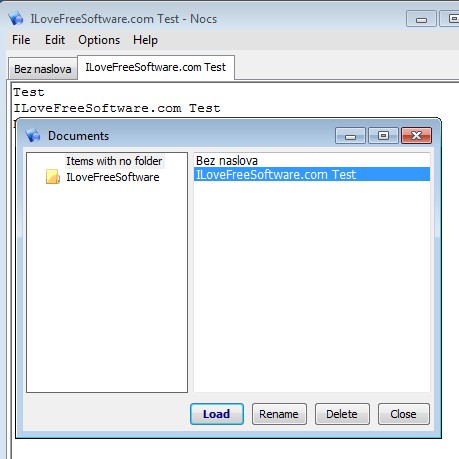 ILoveFreeSoftware.com Test - Nocs
File Edit Options Help
Bez naslova ILoveFreeSoftware.com Test
Test
ILoveFreeSoftware.com Test
Documents
Items with no folder
ILoveFreeSoftware
Bez naslova
ILoveFreeSoftware.com Test
Load Rename Delete Close